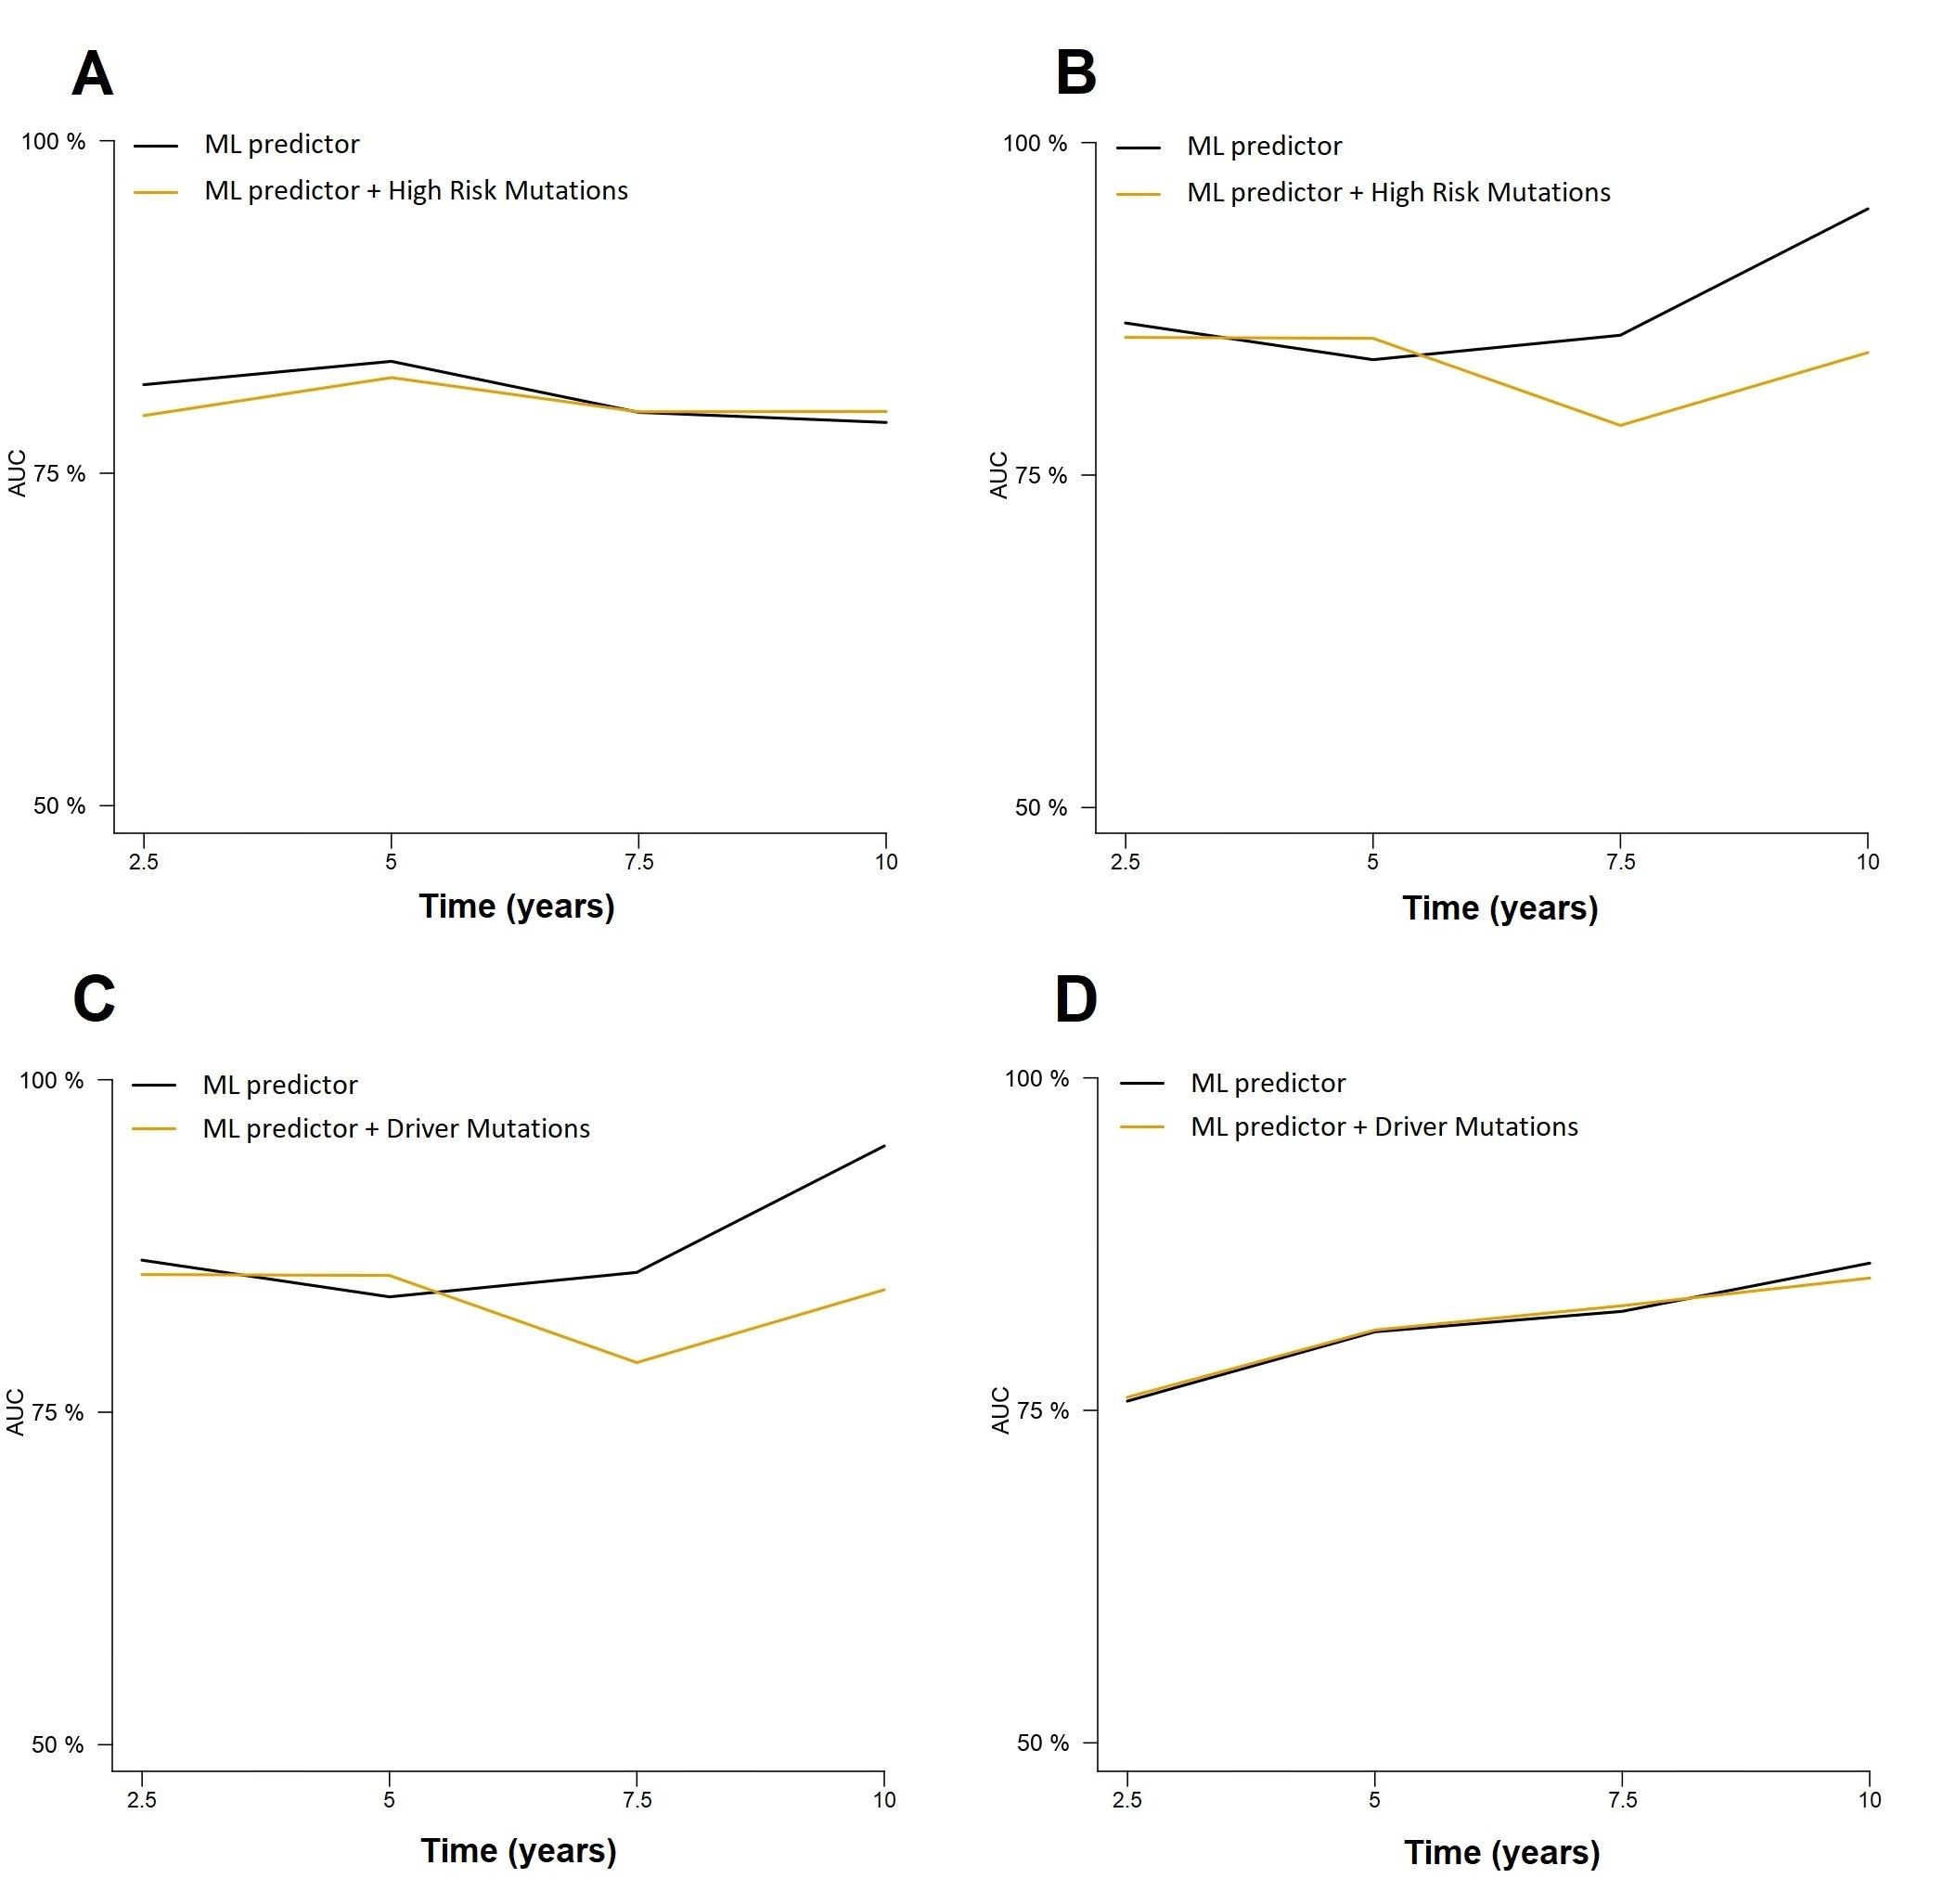 A
100 %
ML predictor
ML predictor + High Risk Mutations
AUC
75 %
50 %
2.5 5 7.5 10
Time (years)
B
100 %
ML predictor
ML predictor + High Risk Mutations
AUC
75 %
50 %
2.5 5 7.5 10
Time (years)
C
100 %
ML predictor
ML predictor + Driver Mutations
AUC
75 %
50 %
2.5 5 7.5 10
Time (years)
D
100 %
ML predictor
ML predictor + Driver Mutations
AUC
75 %
50 %
2.5 5 7.5 10
Time (years)